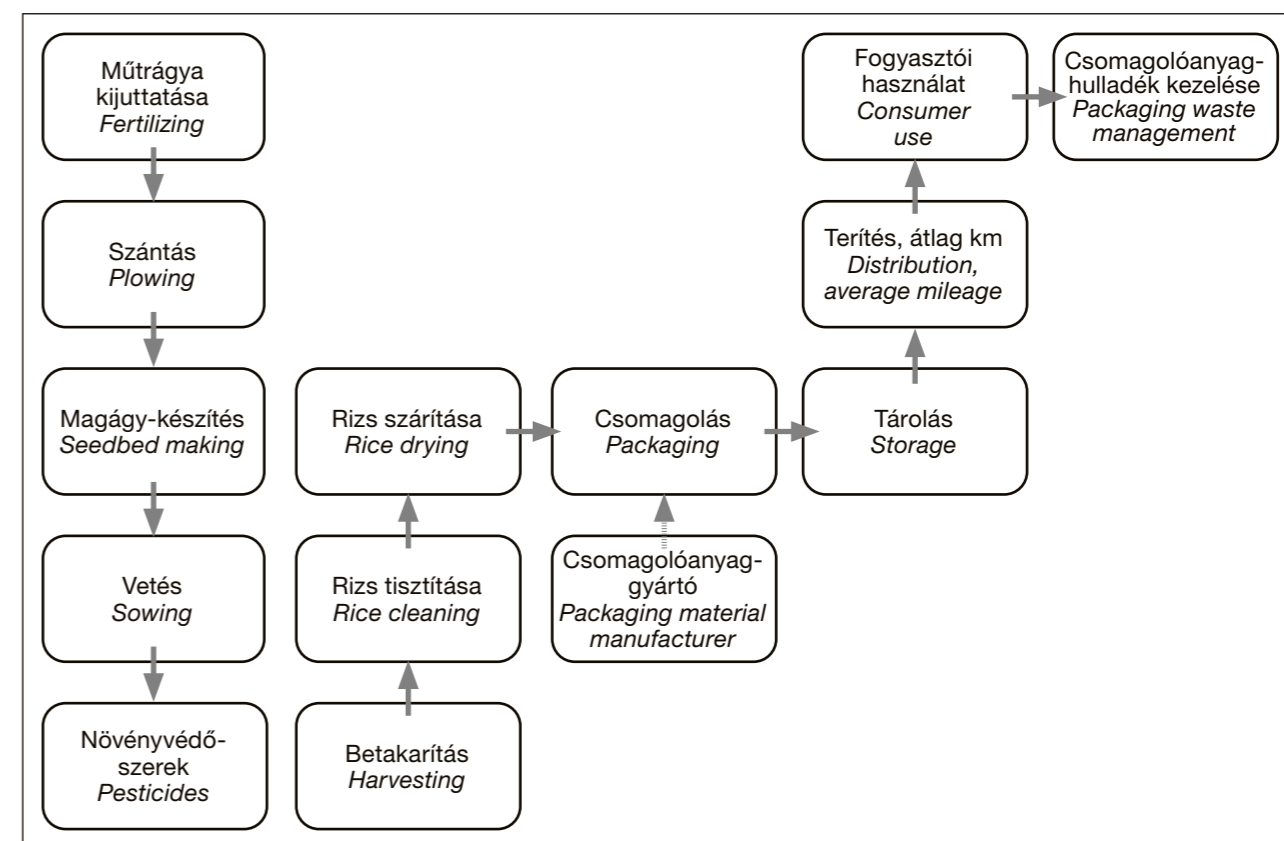 Műtrágya
kijuttatása
Fertilizing
Szántás
Plowing
Magágy-készítés
Seedbed making
Vetés
Sowing
Növényvédő-
szerek
Pesticides
Betakarítás
Harvesting
Rizs tisztítása
Rice cleaning
Rizs szárítása
Rice drying
Csomagolás
Packaging
Csomagolóanyag-
gyártó
Packaging material
manufacturer
Tárolás
Storage
Terítés, átlag km
Distribution,
average mileage
Fogyasztói
használat
Consumer
use
Csomagolóanyag-
hulladék kezelése
Packaging waste
management